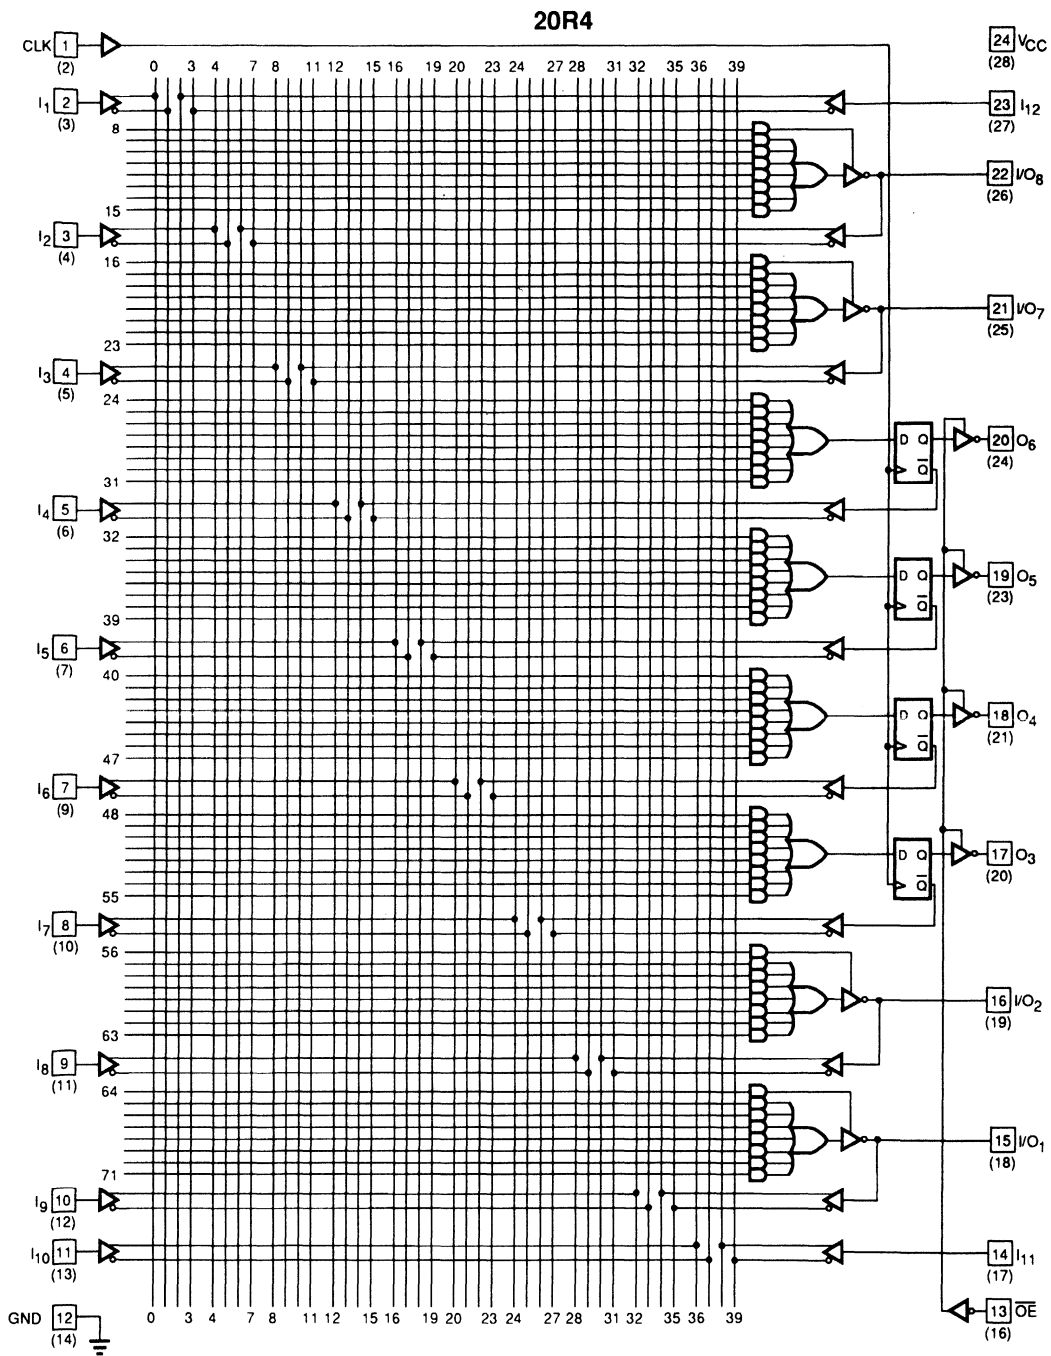 20R4
CLK 1 (2)
24 VCC (28)
0 3 4 7 8 11 12 15 16 19 20 23 24 27 28 31 32 35 36 39
I1 2 (3)
23 I12 (27)
8
22 I/O8 (26)
15
I2 3 (4)
16
21 I/O7 (25)
23
I3 4 (5)
24
D Q
20 O6 (24)
Q
31
I4 5 (6)
32
D Q
19 O5 (23)
Q
39
I5 6 (7)
40
D Q
18 O4 (21)
Q
47
I6 7 (9)
48
D Q
17 O3 (20)
Q
55
I7 8 (10)
56
16 I/O2 (19)
63
I8 9 (11)
64
15 I/O1 (18)
71
I9 10 (12)
I10 11 (13)
14 I11 (17)
GND 12 (14)
0 3 4 7 8 11 12 15 16 19 20 23 24 27 28 31 32 35 36 39
13 OE (16)